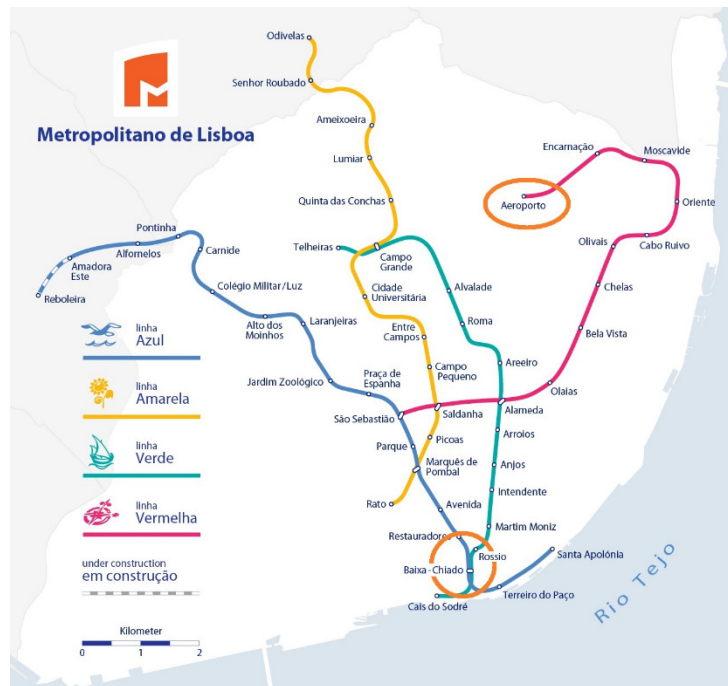 Odivelas
Senhor Roubado
Metropolitano de Lisboa
Ameixoeira
Lumiar
Encarnação
Moscavide
Quinta das Conchas
Aeroporto
Oriente
Pontinha
Telheiras
Olivais
Cabo Ruivo
Carnide
Alfornelos
Campo
Grande
Amadora
Este
Colégio Militar/Luz
Cidade
Universitária
Alvalade
Chelas
Reboleira
Alto dos
Moinhos
Laranjeiras
Entre
Campos
Roma
Bela Vista
linha
Azul
Praça de
Espanha
Campo
Pequeno
Areeiro
Jardim Zoológico
Olaias
linha
Amarela
São Sebastião
Saldanha
Alameda
Picoas
Arroios
Parque
linha
Verde
Marquês de
Pombal
Anjos
Rato
Avenida
Intendente
linha
Vermelha
Restauradores
Martim Moniz
Rossio
Santa Apolónia
under construction
em construção
Baixa-Chiado
Terreiro do Paço
Cais do Sodré
Rio Tejo
Kilometer
0 1 2